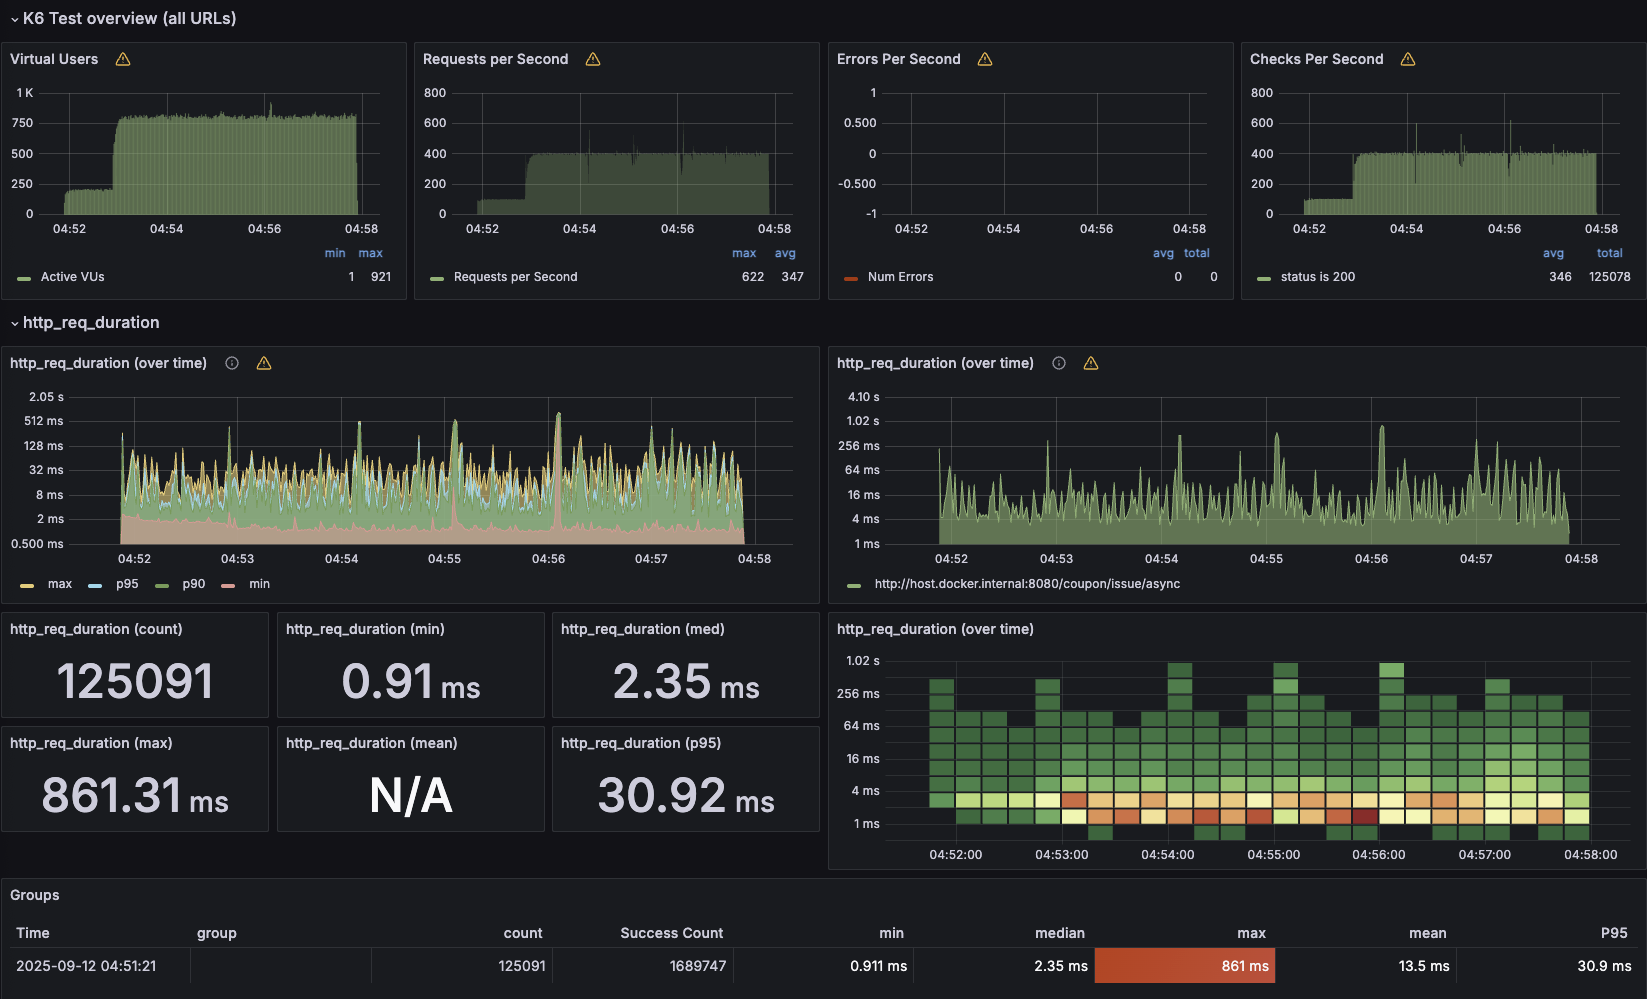 K6 Test overview (all URLs)
Virtual Users
1 K
750
500
250
0
04:52 04:54 04:56 04:58
min max
Active VUs 1 921
Requests per Second
800
600
400
200
0
04:52 04:54 04:56 04:58
max avg
Requests per Second 622 347
Errors Per Second
1
0.500
0
-0.500
-1
04:52 04:54 04:56 04:58
avg total
Num Errors 0 0
Checks Per Second
800
600
400
200
0
04:52 04:54 04:56 04:58
avg total
status is 200 346 125078
http_req_duration
http_req_duration (over time)
2.05 s
512 ms
128 ms
32 ms
8 ms
2 ms
0.500 ms
04:52 04:53 04:54 04:55 04:56 04:57 04:58
max p95 p90 min
http_req_duration (over time)
4.10 s
1.02 s
256 ms
64 ms
16 ms
4 ms
1 ms
04:52 04:53 04:54 04:55 04:56 04:57 04:58
http://host.docker.internal:8080/coupon/issue/async
http_req_duration (count)
125091
http_req_duration (min)
0.91 ms
http_req_duration (med)
2.35 ms
http_req_duration (max)
861.31 ms
http_req_duration (mean)
N/A
http_req_duration (p95)
30.92 ms
http_req_duration (over time)
1.02 s
256 ms
64 ms
16 ms
4 ms
1 ms
04:52:00 04:53:00 04:54:00 04:55:00 04:56:00 04:57:00 04:58:00
Groups
Time group count Success Count min median max mean P95
2025-09-12 04:51:21 125091 1689747 0.911 ms 2.35 ms 861 ms 13.5 ms 30.9 ms